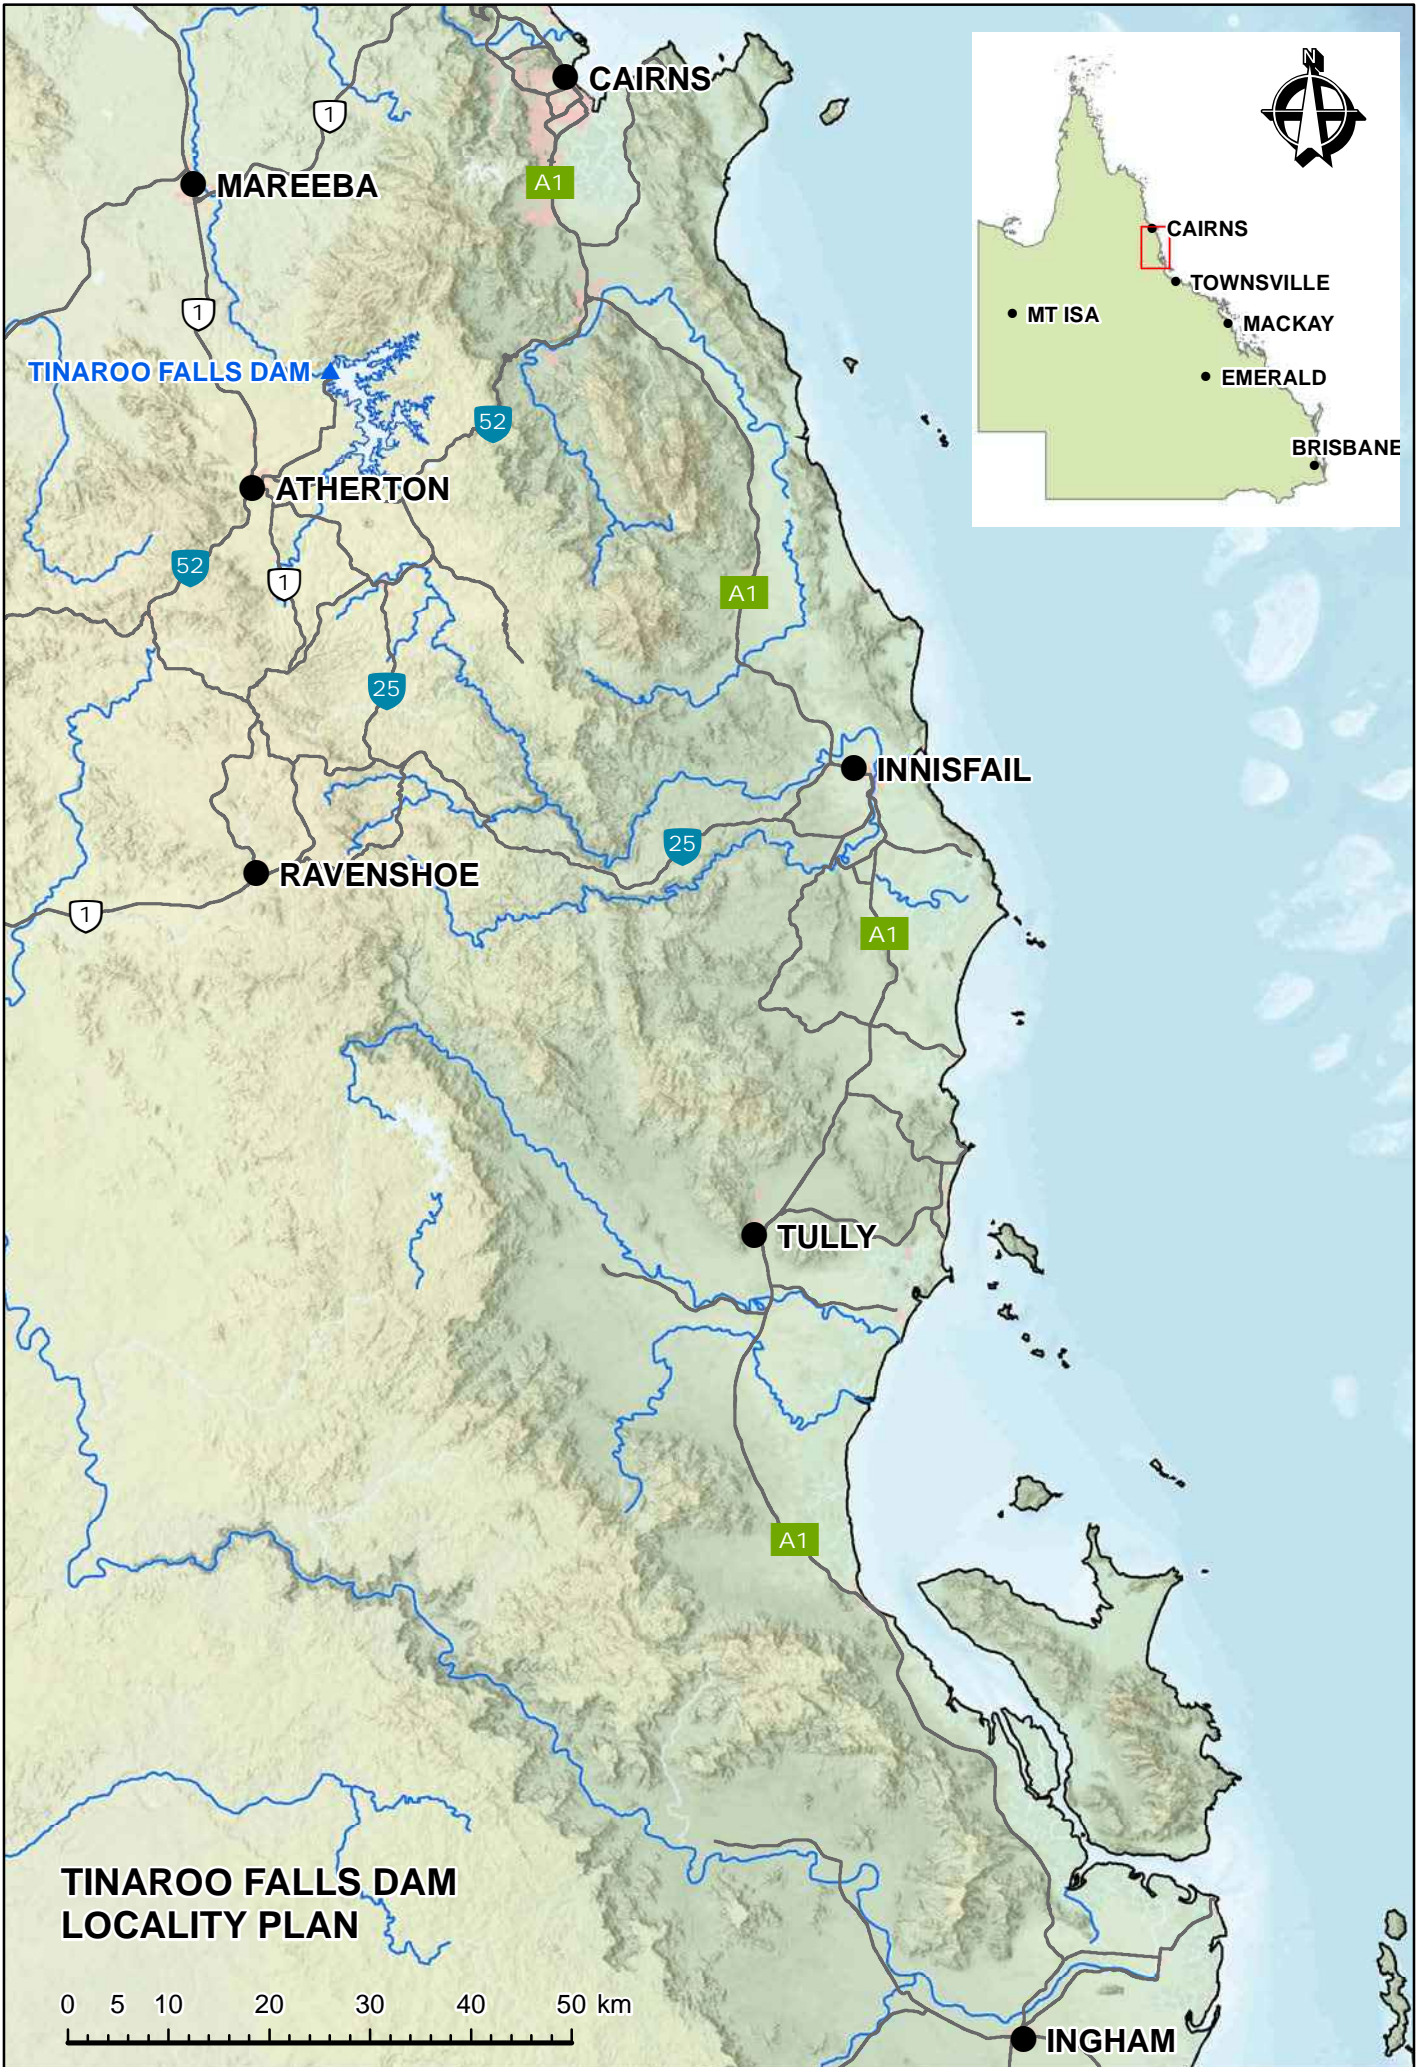 N
CAIRNS
TOWNSVILLE
MT ISA
MACKAY
EMERALD
BRISBANE
CAIRNS
1
MAREEBA
A1
1
TINAROO FALLS DAM
52
ATHERTON
52
1
A1
25
INNISFAIL
25
RAVENSHOE
1
A1
TULLY
A1
TINAROO FALLS DAM
LOCALITY PLAN
0 5 10 20 30 40 50 km
INGHAM